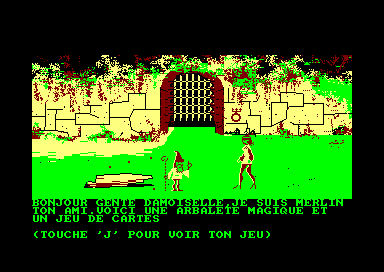 BONJOUR GENTE DAMOISELLE.JE SUIS MERLIN
TON AMI.VOICI UNE ARBALETE MAGIQUE ET
UN JEU DE CARTES
(TOUCHE 'J' POUR VOIR TON JEU)